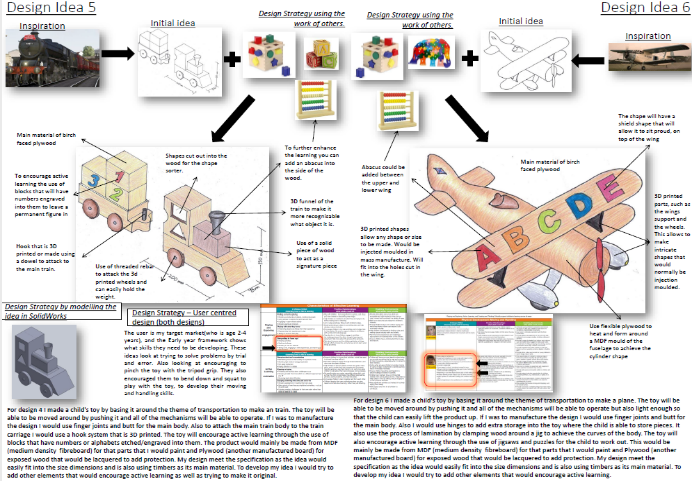 Design Idea 5
Inspiration
Initial idea
Design Strategy using the
work of others.
Design Strategy using the
work of others.
Initial idea
Design Idea 6
Inspiration
Main material of birch
faced plywood
To encourage active
learning the use of
blocks that will have
numbers engraved
into them to leave a
permanent figure in
Hook that is 3D
printed or made using
a dowel to attach to
the main train.
Shapes cut out into the
wood for the shape
sorter.
Use of threaded rebar
to attach the 3d
printed wheels and
can easily hold the
weight.
To further enhance
the learning you can
add an abacus into
the side of the
wood.
3D funnel of the
train to make it
more recognizable
what object it is.
Use of a solid
piece of wood
to act as a
signature piece
3 1
2
Abacus could be
added between
the upper and
lower wing
3D printed shapes
allow any shape or
size to be made. Would be
injection moulded in
mass manufacture. Will
fit into the holes cut in
the wing.
Main material of birch
faced plywood
The shape will have a
shield shape that will
allow it to sit proud, on
top of the wing
3D printed
parts, such as
the wings
support and
the wheels.
This allows to
make
intricate
shapes that
would
normally be
injection
moulded.
A B C D E
Use flexible plywood to
heat and form around
a MDF mould of the
fuselage to achieve the
cylinder shape
Design Strategy by modelling the
idea in SolidWorks
Design Strategy – User centred
design (both designs)
The user is my target market(who is age 2-4
years), and the Early year framework shows
what skills they need to be developing. These
ideas look at trying to solve problems by trial
and error. Also looking at encouraging to
pinch the toy with the tripod grip. They also
encouraged them to bend down and squat to
play with the toy, to develop their moving
and handling skills.
For design 5 I made a child's toy by basing it around the theme of transportation to make an train. The toy will be
able to be moved around by pushing it and all of the mechanisms will be able to operate. If I was to manufacture
the design I would use finger joints and butt for the main body. Also to attach the main train body to the train
carriage I would use a hook system that is 3D printed. The toy will encourage active learning through the use of
blocks that have numbers or alphabets etched/engraved into them. The product would be mainly be made from MDF
(medium density fibreboard) for that parts that I would paint and Plywood (another manufactured board) for
exposed wood that would be lacquered to add protection. My design meet the specification as the idea would
easily fit into the size dimensions and is also using timbers as its main material. To develop my idea I would try to
add other elements that would encourage active learning as well as trying to make it original.
For design 6 I made a child's toy by basing it around the theme of transportation to make a plane. The toy will be
able to be moved around by pushing it and all of the mechanisms will be able to operate but also light enough so
that the child can easily lift the product up. If I was to manufacture the design I would use finger joints and butt for
the main body. Also I would use hinges to add extra storage into the toy where the child is able to store pieces. It
also use the process of lamination by clamping wood around a jig to achieve the curves of the body. The toy will
also encourage active learning through the use of jigsaws and puzzles for the child to work out. This would be
mainly be made from MDF (medium density fibreboard) for that parts that I would paint and Plywood (another
manufactured board) for exposed wood that would be lacquered to add protection. My design meet the
specification as the idea would easily fit into the size dimensions and is also using timbers as its main material. To
develop my idea I would try to add other elements that would encourage active learning.